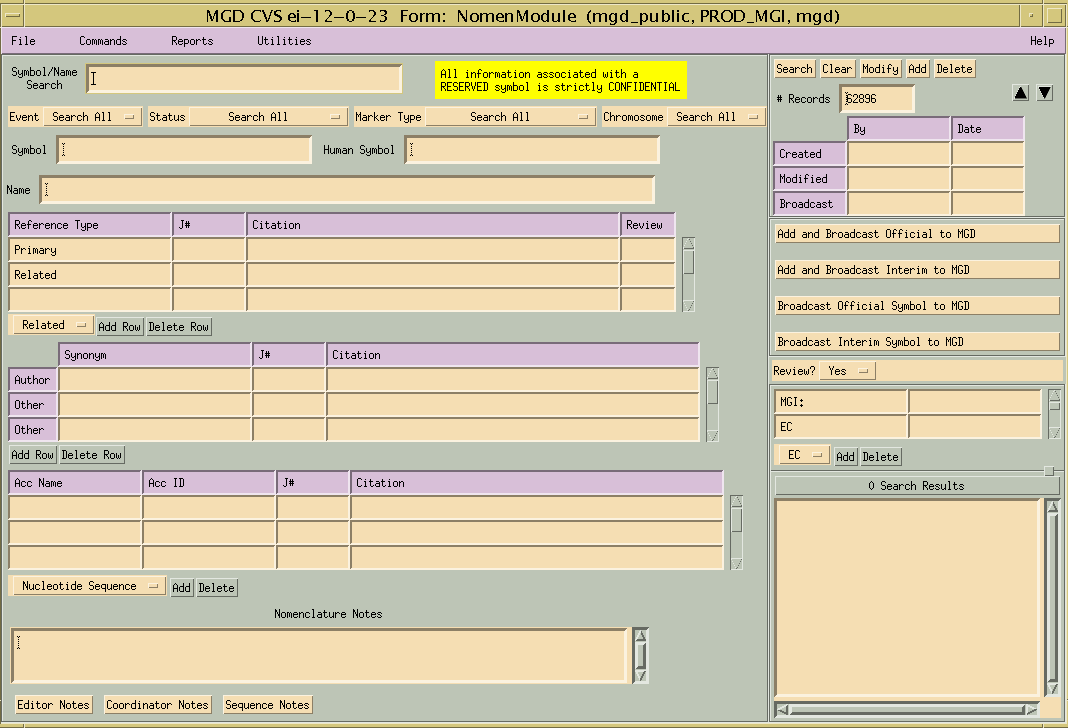 MGD CVS ei-12-0-23 Form: NomenModule (mgd_public, PROD_MGI, mgd)
File Commands Reports Utilities Help
Symbol/Name
Search
All information associated with a
RESERVED symbol is strictly CONFIDENTIAL
Event Search All Status Search All Marker Type Search All Chromosome Search All
Symbol Human Symbol
Name
Reference Type J# Citation Review
Primary
Related
Related Add Row Delete Row
Synonym J# Citation
Author
Other
Other
Add Row Delete Row
Acc Name Acc ID J# Citation
Nucleotide Sequence Add Delete
Nomenclature Notes
Editor Notes Coordinator Notes Sequence Notes
Search Clear Modify Add Delete
# Records 62896
By Date
Created
Modified
Broadcast
Add and Broadcast Official to MGD
Add and Broadcast Interim to MGD
Broadcast Official Symbol to MGD
Broadcast Interim Symbol to MGD
Review? Yes
MGI:
EC
EC Add Delete
0 Search Results